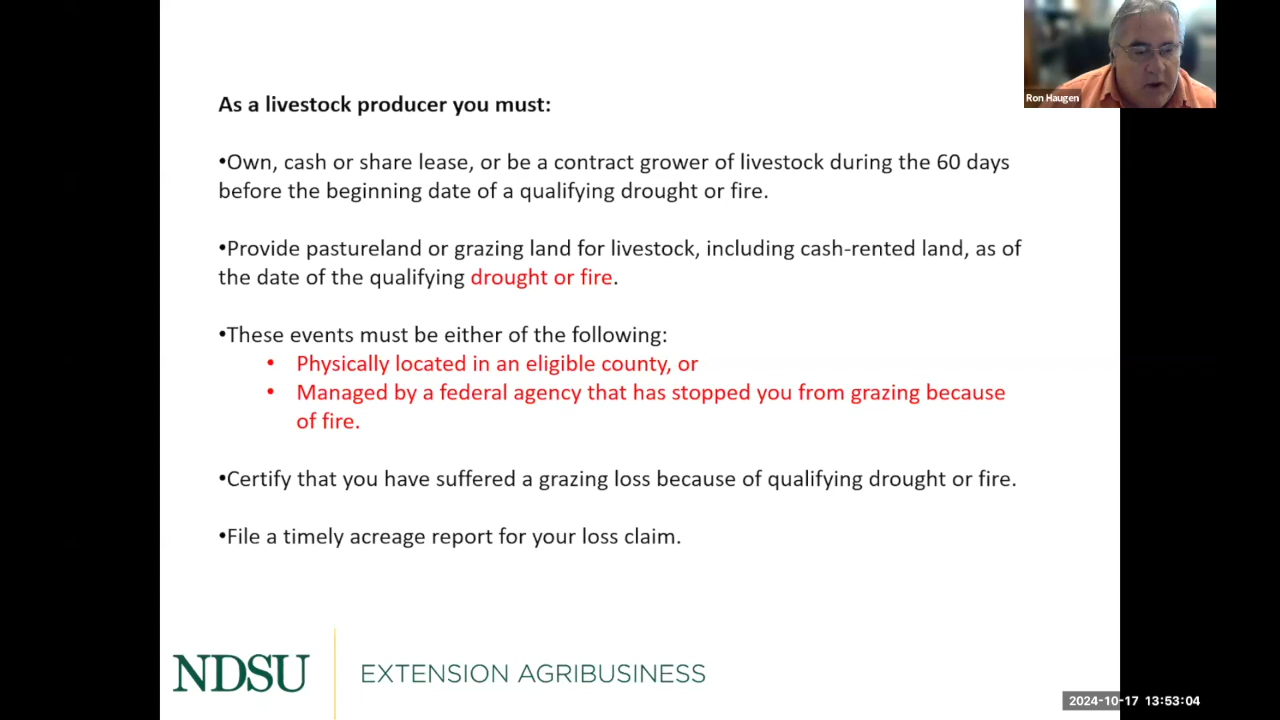 Ron Haugen
As a livestock producer you must:
•Own, cash or share lease, or be a contract grower of livestock during the 60 days
before the beginning date of a qualifying drought or fire.
•Provide pastureland or grazing land for livestock, including cash-rented land, as of
the date of the qualifying drought or fire.
•These events must be either of the following:
• Physically located in an eligible county, or
• Managed by a federal agency that has stopped you from grazing because
of fire.
•Certify that you have suffered a grazing loss because of qualifying drought or fire.
•File a timely acreage report for your loss claim.
NDSU EXTENSION AGRIBUSINESS
2024-10-17 13:53:04